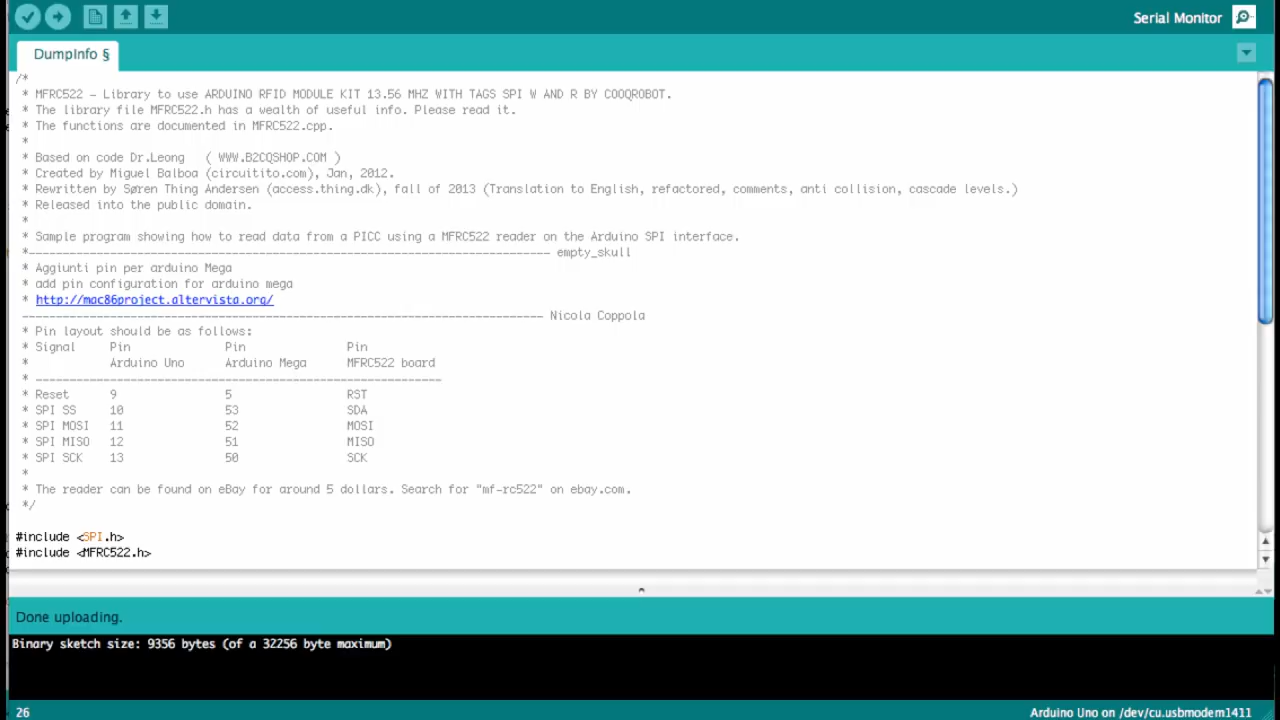 Serial Monitor
DumpInfo §
/*
* MFRC522 - Library to use ARDUINO RFID MODULE KIT 13.56 MHZ WITH TAGS SPI W AND R BY COOQROBOT.
* The library file MFRC522.h has a wealth of useful info. Please read it.
* The functions are documented in MFRC522.cpp.
*
* Based on code Dr.Leong ( WWW.B2CQSHOP.COM )
* Created by Miguel Balboa (circuitito.com), Jan, 2012.
* Rewritten by Søren Thing Andersen (access.thing.dk), fall of 2013 (Translation to English, refactored, comments, anti collision, cascade levels.)
* Released into the public domain.
*
* Sample program showing how to read data from a PICC using a MFRC522 reader on the Arduino SPI interface.
*----------------------------------------------------------------------------- empty_skull
* Aggiunti pin per arduino Mega
* add pin configuration for arduino mega
* http://mac86project.altervista.org/
----------------------------------------------------------------------------- Nicola Coppola
* Pin layout should be as follows:
* Signal Pin Pin Pin
* Arduino Uno Arduino Mega MFRC522 board
* ------------------------------------------------------------
* Reset 9 5 RST
* SPI SS 10 53 SDA
* SPI MOSI 11 52 MOSI
* SPI MISO 12 51 MISO
* SPI SCK 13 50 SCK
*
* The reader can be found on eBay for around 5 dollars. Search for "mf-rc522" on ebay.com.
*/
#include <SPI.h>
#include <MFRC522.h>
Done uploading.
Binary sketch size: 9356 bytes (of a 32256 byte maximum)
26 Arduino Uno on /dev/cu.usbmodem1411